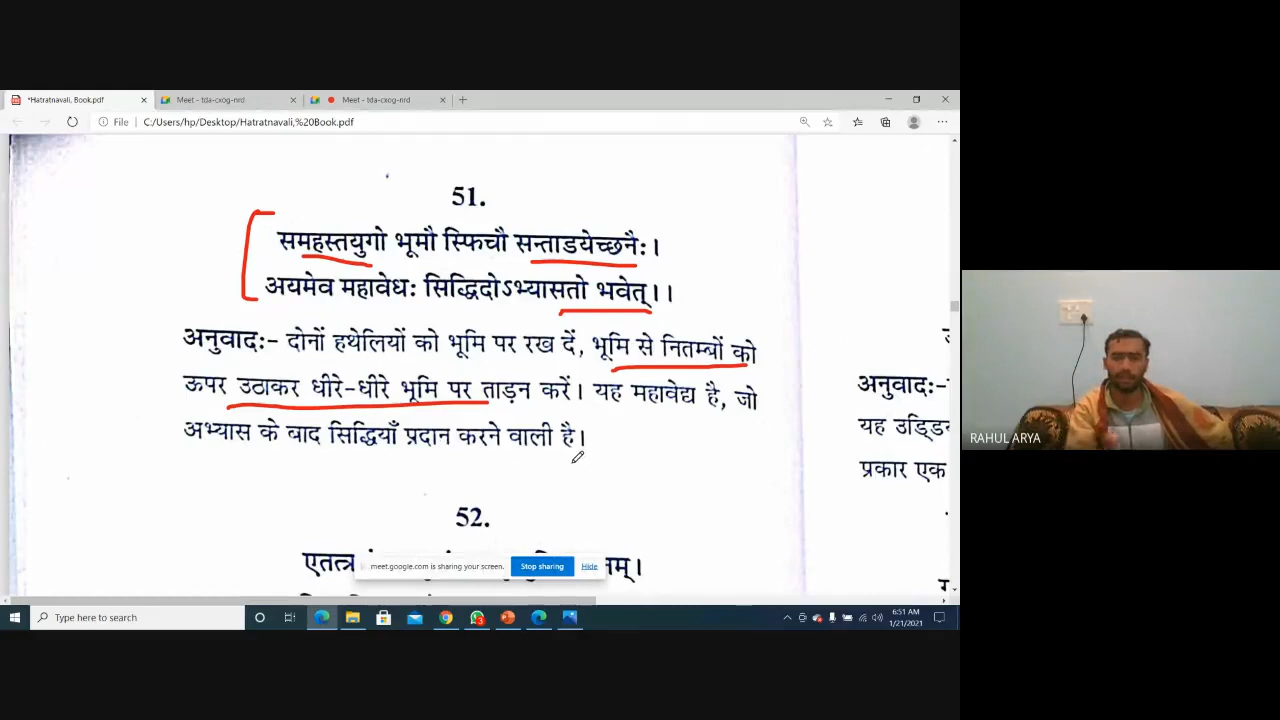 *Hatratnavali, Book.pdf
Meet - tda-cxog-nrd
Meet - tda-cxog-nrd
File
C:/Users/hp/Desktop/Hatratnavali,%20Book.pdf
51.
समहस्तयुगो भूमौ स्फिचौ सन्ताडयेच्छनैः।
अयमेव महावेधः सिद्धिदोऽभ्यासतो भवेत्।।
अनुवादः- दोनों हथेलियों को भूमि पर रख दें, भूमि से नितम्बों को
ऊपर उठाकर धीरे-धीरे भूमि पर ताड़न करें। यह महावेद्य है, जो
अभ्यास के बाद सिद्धियाँ प्रदान करने वाली है।
अनुवादः-
यह उड्डि
प्रकार एक
52.
एतत्र
meet.google.com is sharing your screen.
Stop sharing
Hide
नम्।
Type here to search
3
6:51 AM
1/21/2021
RAHUL ARYA